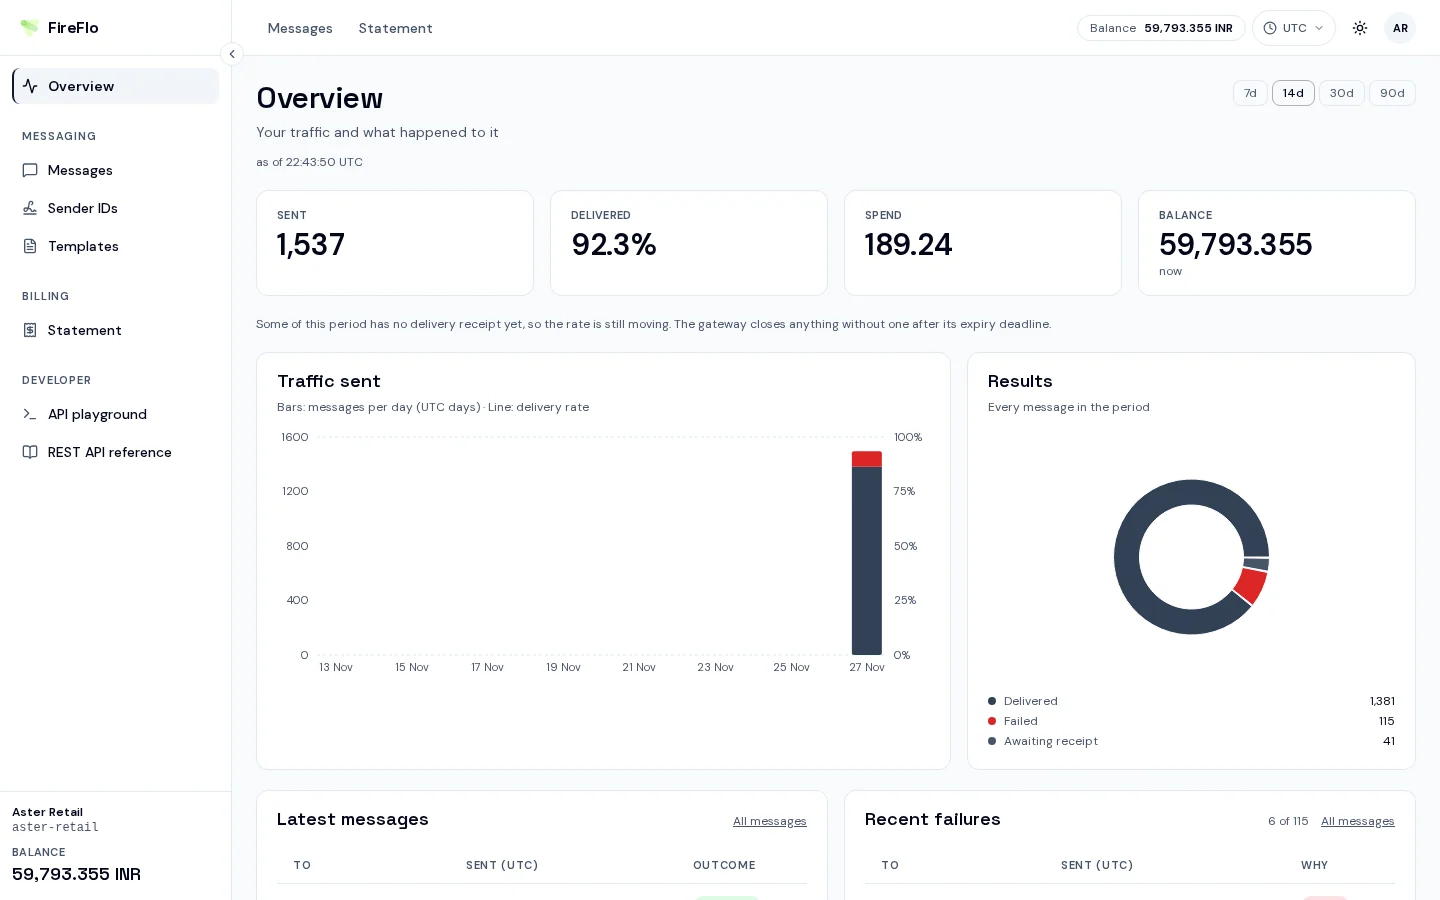 FireFlo
Messages
Statement
Balance 59,793.355 INR
UTC
AR
Overview
MESSAGING
Messages
Sender IDs
Templates
BILLING
Statement
DEVELOPER
API playground
REST API reference
Aster Retail
aster-retail
BALANCE
59,793.355 INR
Overview
7d
14d
30d
90d
Your traffic and what happened to it
as of 22:43:50 UTC
SENT
1,537
DELIVERED
92.3%
SPEND
189.24
BALANCE
59,793.355
now
Some of this period has no delivery receipt yet, so the rate is still moving. The gateway closes anything without one after its expiry deadline.
Traffic sent
Bars: messages per day (UTC days) · Line: delivery rate
1600
1200
800
400
0
100%
75%
50%
25%
0%
13 Nov
15 Nov
17 Nov
19 Nov
21 Nov
23 Nov
25 Nov
27 Nov
Results
Every message in the period
Delivered 1,381
Failed 115
Awaiting receipt 41
Latest messages
All messages
TO SENT (UTC) OUTCOME
Recent failures
6 of 115 All messages
TO SENT (UTC) WHY